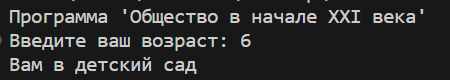 Программа 'Общество в начале XXI века'
Введите ваш возраст: 6
Вам в детский сад